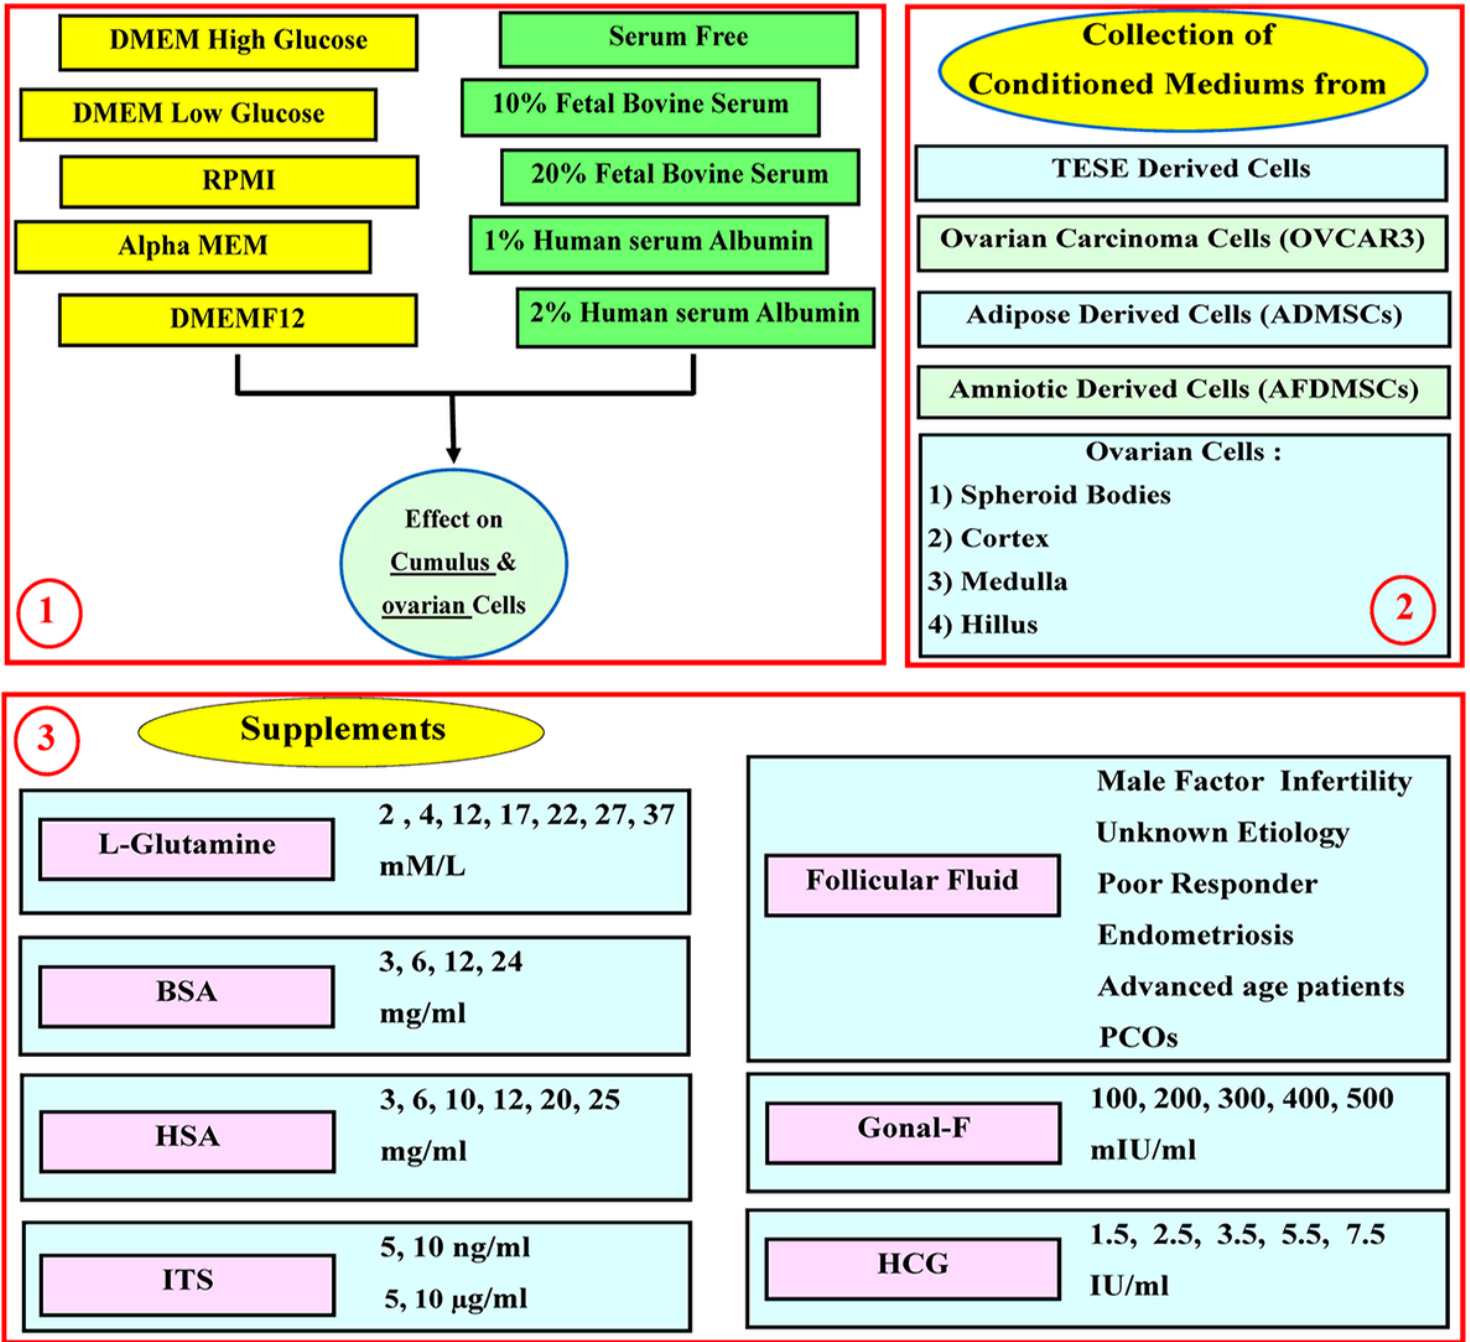 DMEM High Glucose
DMEM Low Glucose
RPMI
Alpha MEM
DMEMF12
Serum Free
10% Fetal Bovine Serum
20% Fetal Bovine Serum
1% Human serum Albumin
2% Human serum Albumin
Effect on
Cumulus &
ovarian Cells
1
Collection of
Conditioned Mediums from
TESE Derived Cells
Ovarian Carcinoma Cells (OVCAR3)
Adipose Derived Cells (ADMSCs)
Amniotic Derived Cells (AFDMSCs)
Ovarian Cells :
1) Spheroid Bodies
2) Cortex
3) Medulla
4) Hillus
2
3
Supplements
L-Glutamine
2 , 4, 12, 17, 22, 27, 37
mM/L
BSA
3, 6, 12, 24
mg/ml
HSA
3, 6, 10, 12, 20, 25
mg/ml
ITS
5, 10 ng/ml
5, 10 µg/ml
Follicular Fluid
Male Factor Infertility
Unknown Etiology
Poor Responder
Endometriosis
Advanced age patients
PCOs
Gonal-F
100, 200, 300, 400, 500
mIU/ml
HCG
1.5, 2.5, 3.5, 5.5, 7.5
IU/ml